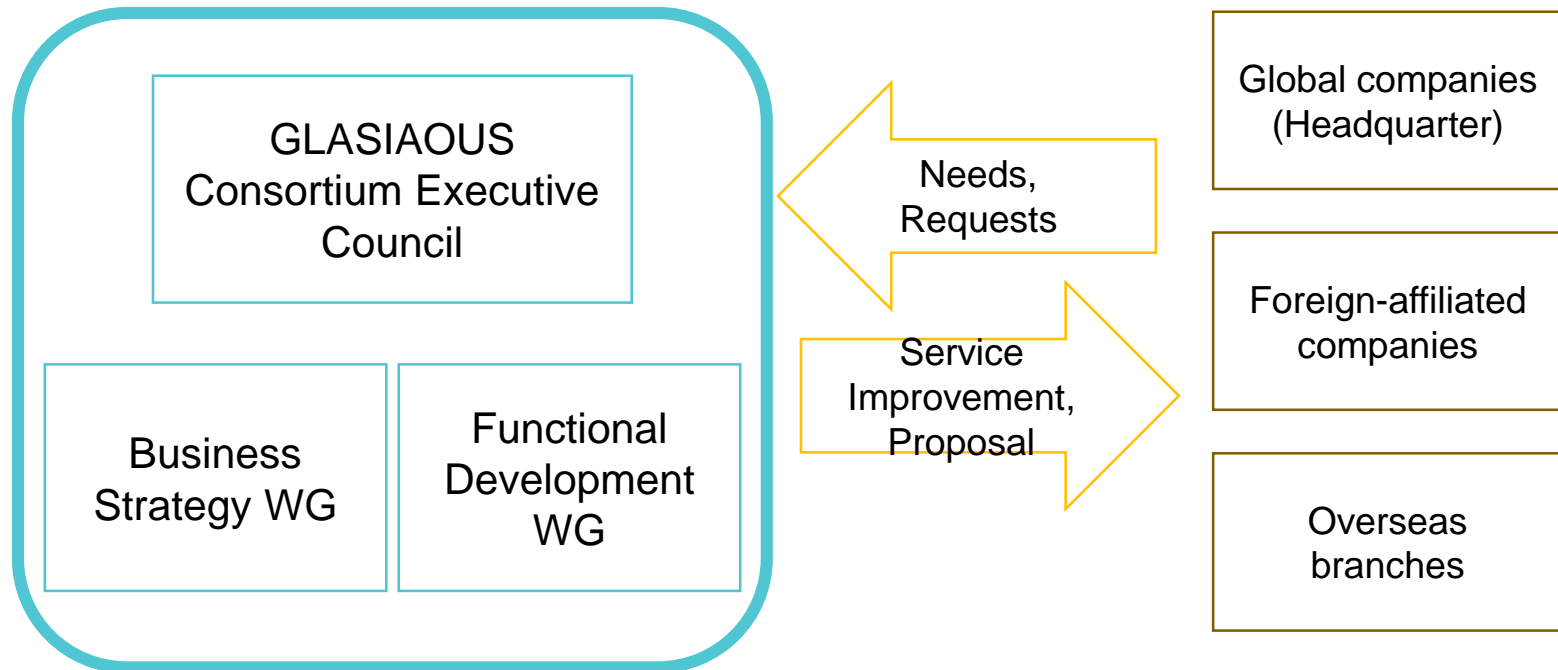 GLASIAOUS
Consortium Executive
Council
Business
Strategy WG
Functional
Development
WG
Needs,
Requests
Service
Improvement,
Proposal
Global companies
(Headquarter)
Foreign-affiliated
companies
Overseas
branches